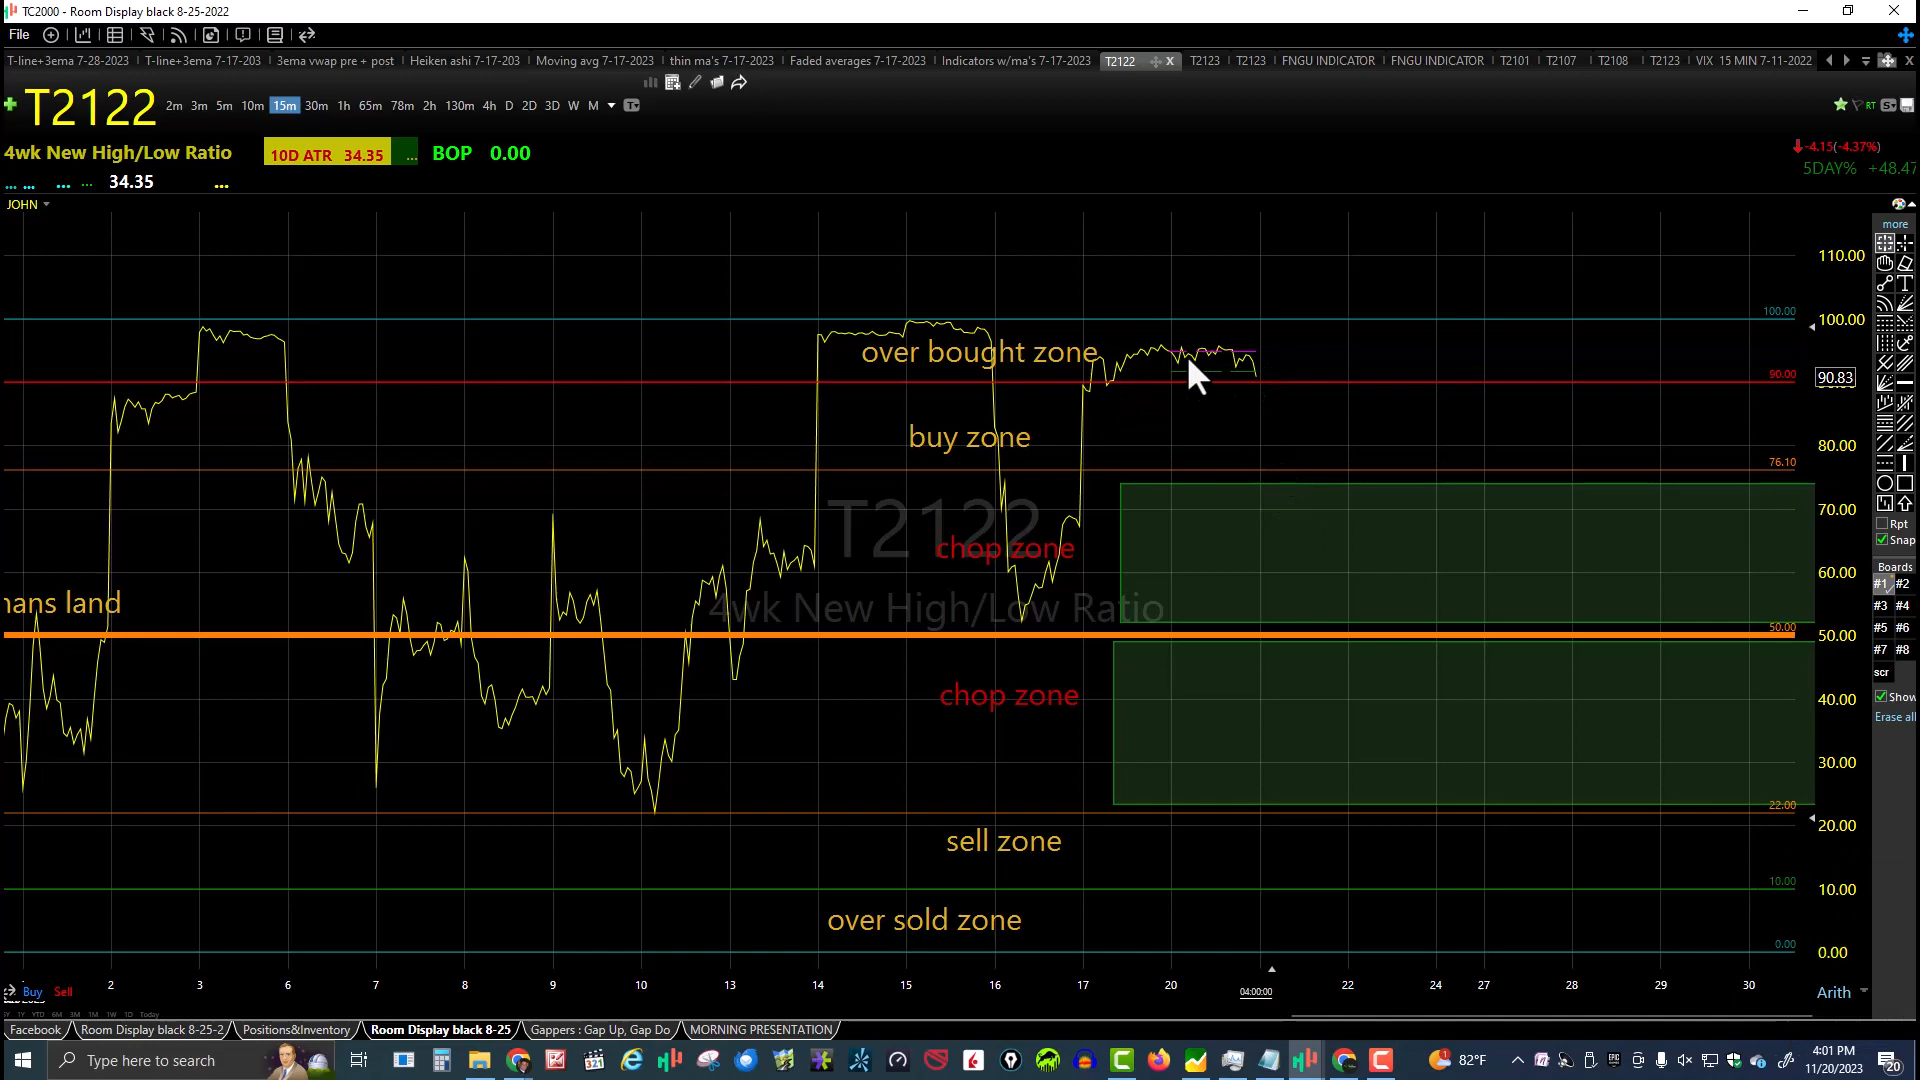 TC2000 - Room Display black 8-25-2022
File
T-line+3ema 7-28-2023 T-line+3ema 7-17-203 3ema vwap pre + post Heiken ashi 7-17-203 Moving avg 7-17-2023 thin ma's 7-17-2023 Faded averages 7-17-2023 Indicators w/ma's 7-17-2023 T2122 X T2123 T2123 FNGU INDICATOR FNGU INDICATOR T2101 T2107 T2108 T2123 VIX 15 MIN 7-11-2022
T2122 2m 3m 5m 10m 15m 30m 1h 65m 78m 2h 130m 4h D 2D 3D W M
RT
4wk New High/Low Ratio 10D ATR 34.35 ... BOP 0.00
-4.15(-4.37%)
5DAY% +48.47
... ... ... ... 34.35 ...
JOHN
more
110.00
100.00
100.00
over bought zone
90.00
90.83
buy zone
80.00
76.10
T2122
70.00
chop zone
Rpt
Snap
Boards
60.00
#1 #2
hans land
4wk New High/Low Ratio
#3 #4
50.00
50.00
#5 #6
#7 #8
scr
chop zone
40.00
Show
Erase all
30.00
22.00
20.00
sell zone
10.00
10.00
over sold zone
0.00
0.00
2 3 6 7 8 9 10 13 14 15 16 17 20 04:00:00 22 24 27 28 29 30
Buy Sell
Arith
YTD 6M 3M 1M 1W 1D Today
Facebook Room Display black 8-25-2 Positions&Inventory Room Display black 8-25 Gappers : Gap Up, Gap Do MORNING PRESENTATION
Type here to search
321
82°F
4:01 PM
11/20/2023
20